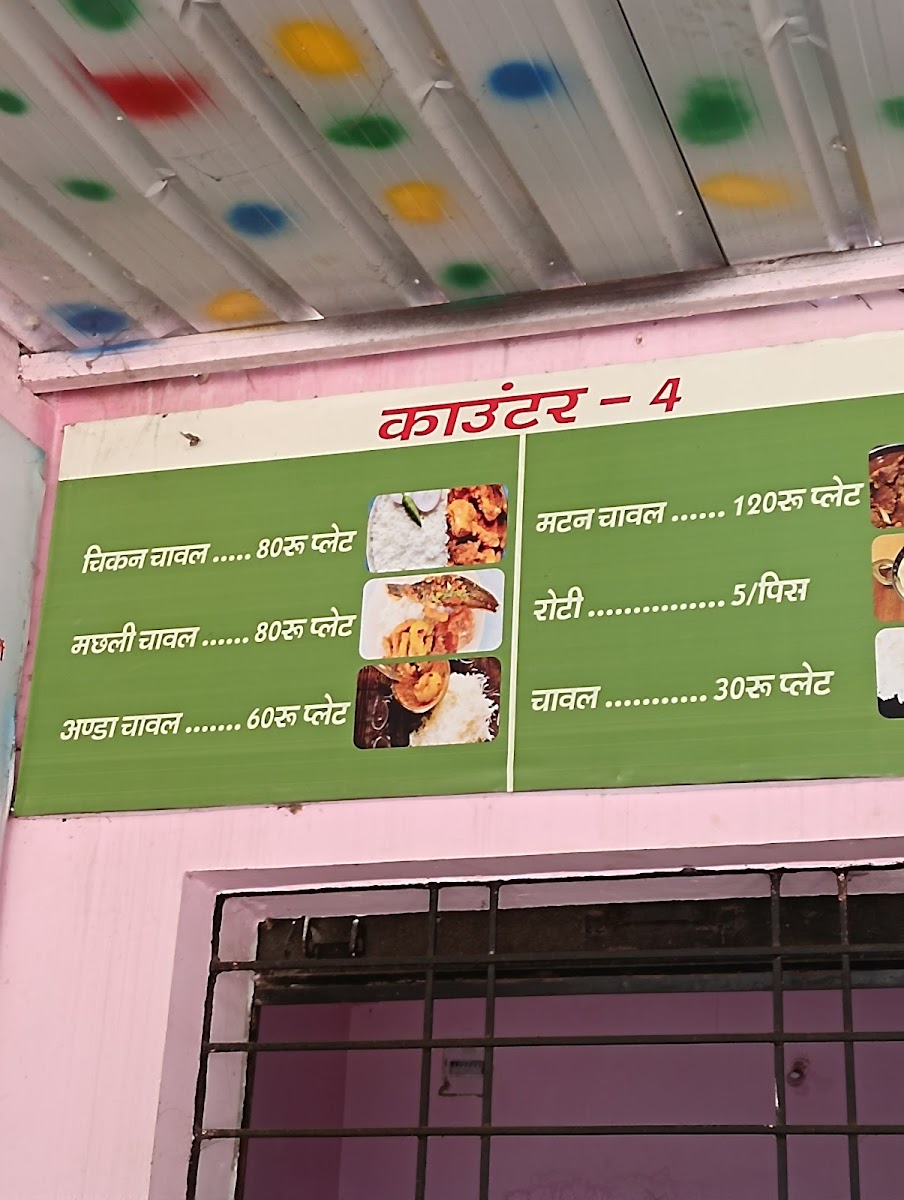 काउंटर - 4
चिकन चावल ..... 80रू प्लेट
मछली चावल ...... 80रू प्लेट
अण्डा चावल ....... 60रू प्लेट
मटन चावल ...... 120रू प्लेट
रोटी ............... 5/पिस
चावल ........... 30रू प्लेट